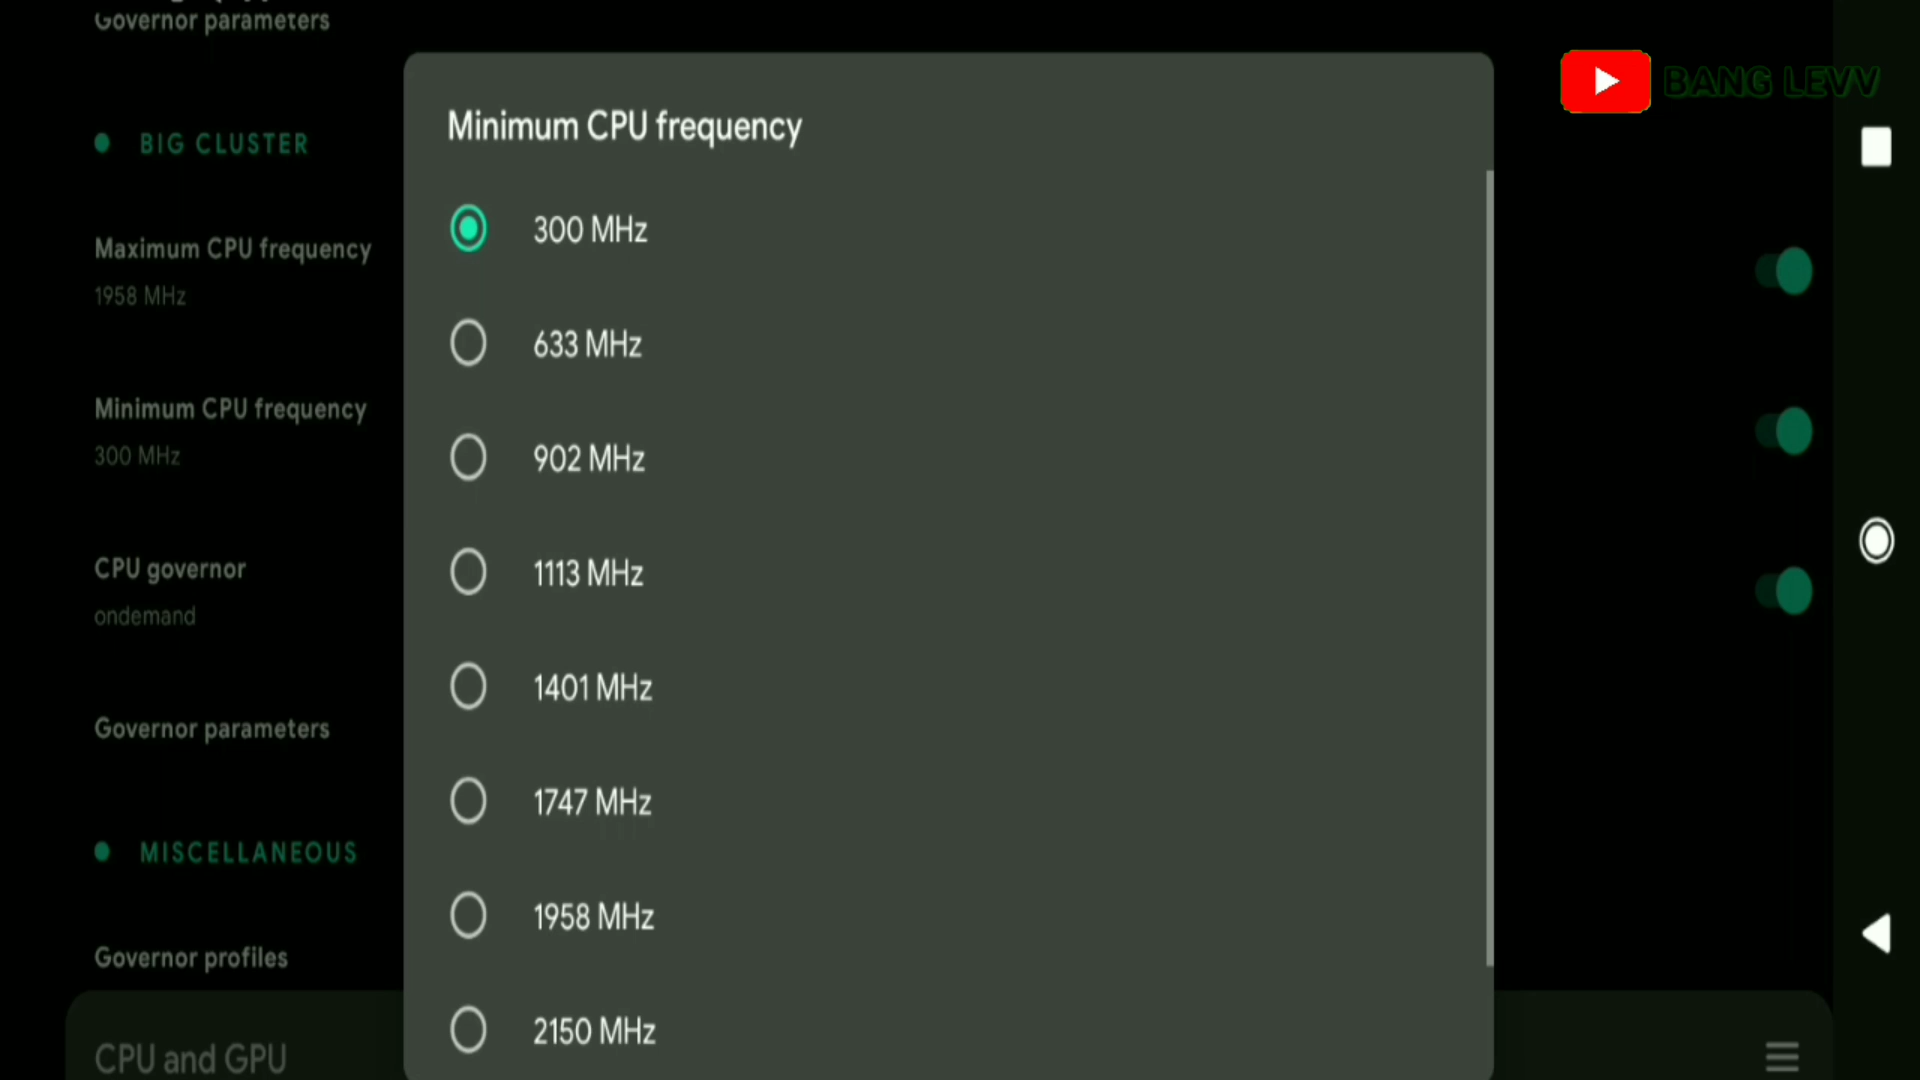 Governor parameters
BIG CLUSTER
Maximum CPU frequency
1958 MHz
Minimum CPU frequency
300 MHz
CPU governor
ondemand
Governor parameters
MISCELLANEOUS
Governor profiles
CPU and GPU
Minimum CPU frequency
300 MHz
633 MHz
902 MHz
1113 MHz
1401 MHz
1747 MHz
1958 MHz
2150 MHz
BANG LEVV